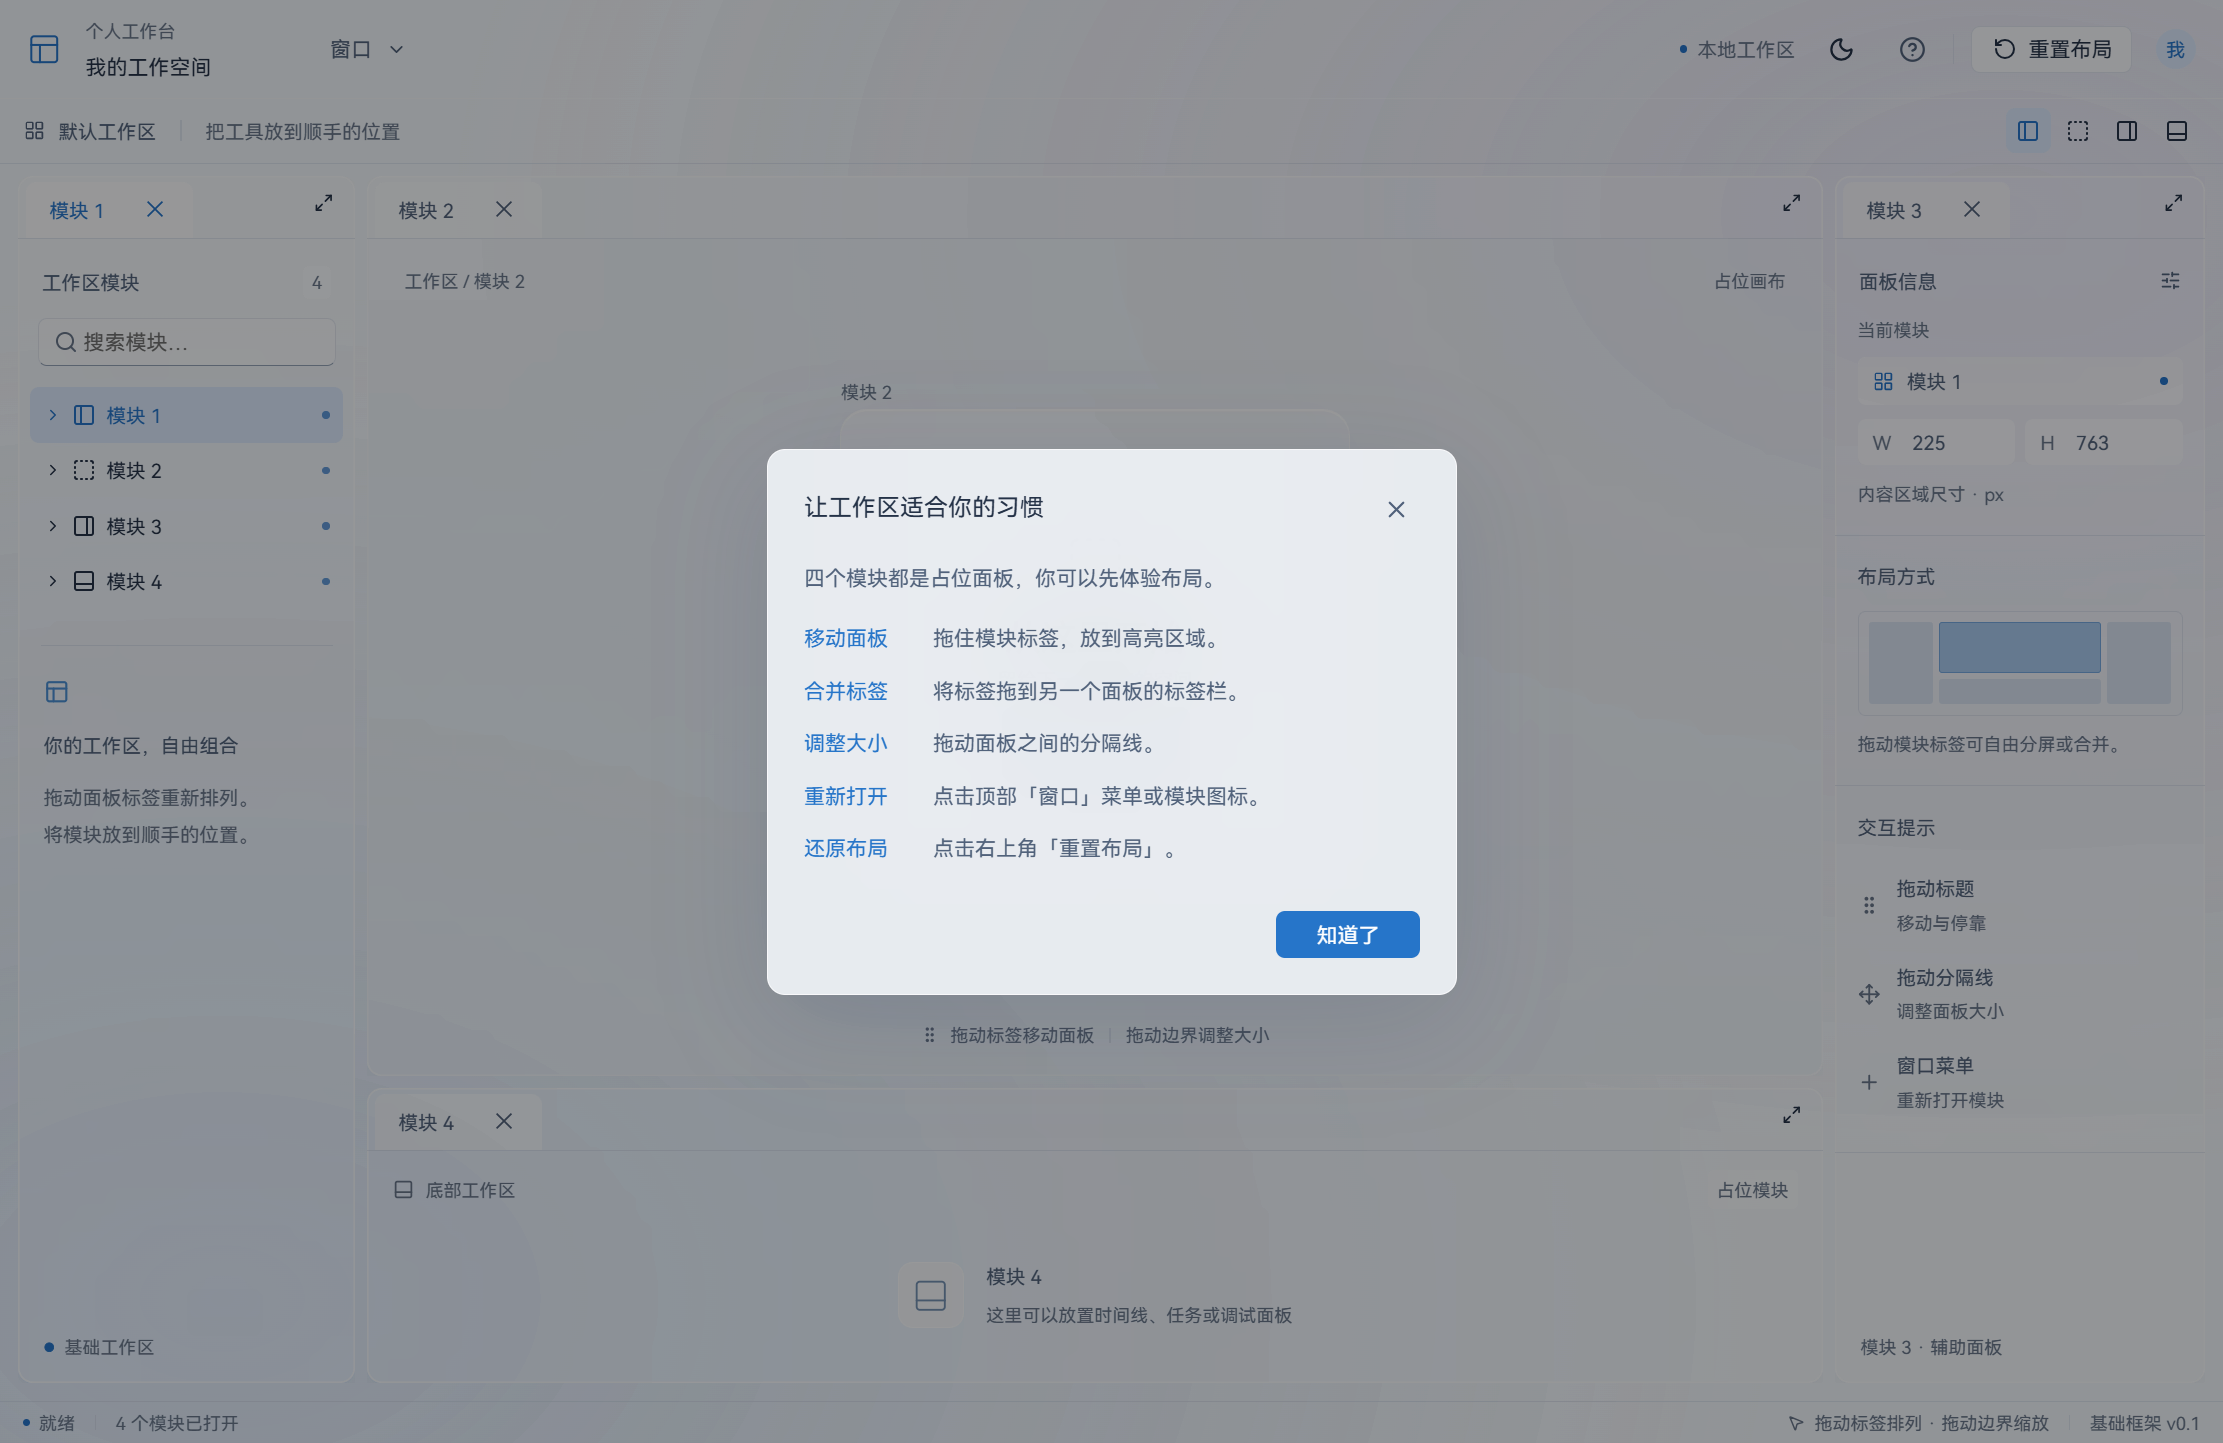 个人工作台
我的工作空间
窗口
本地工作区
重置布局
我
默认工作区
把工具放到顺手的位置
模块 1
工作区模块
4
搜索模块...
模块 1
模块 2
模块 3
模块 4
你的工作区，自由组合
拖动面板标签重新排列。
将模块放到顺手的位置。
基础工作区
模块 2
工作区 / 模块 2
占位画布
模块 2
让工作区适合你的习惯
四个模块都是占位面板，你可以先体验布局。
移动面板 拖住模块标签，放到高亮区域。
合并标签 将标签拖到另一个面板的标签栏。
调整大小 拖动面板之间的分隔线。
重新打开 点击顶部「窗口」菜单或模块图标。
还原布局 点击右上角「重置布局」。
知道了
拖动标签移动面板
拖动边界调整大小
模块 4
底部工作区
占位模块
模块 4
这里可以放置时间线、任务或调试面板
模块 3
面板信息
当前模块
模块 1
W 225
H 763
内容区域尺寸 · px
布局方式
拖动模块标签可自由分屏或合并。
交互提示
拖动标题
移动与停靠
拖动分隔线
调整面板大小
窗口菜单
重新打开模块
模块 3 · 辅助面板
就绪
4 个模块已打开
拖动标签排列 · 拖动边界缩放
基础框架 v0.1